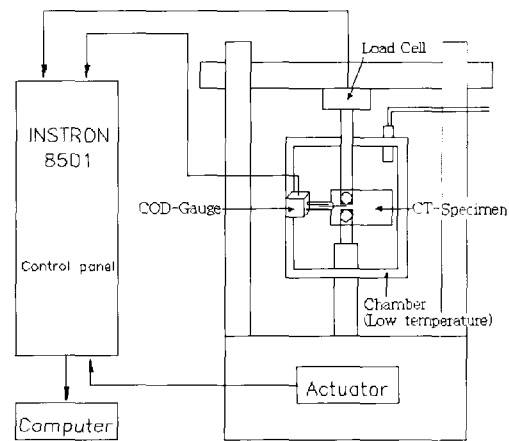 Load Cell
INSTRON
8501
COD-Gauge
CT-Specimen
Control panel
Chamber
(Low temperature)
Actuator
Computer